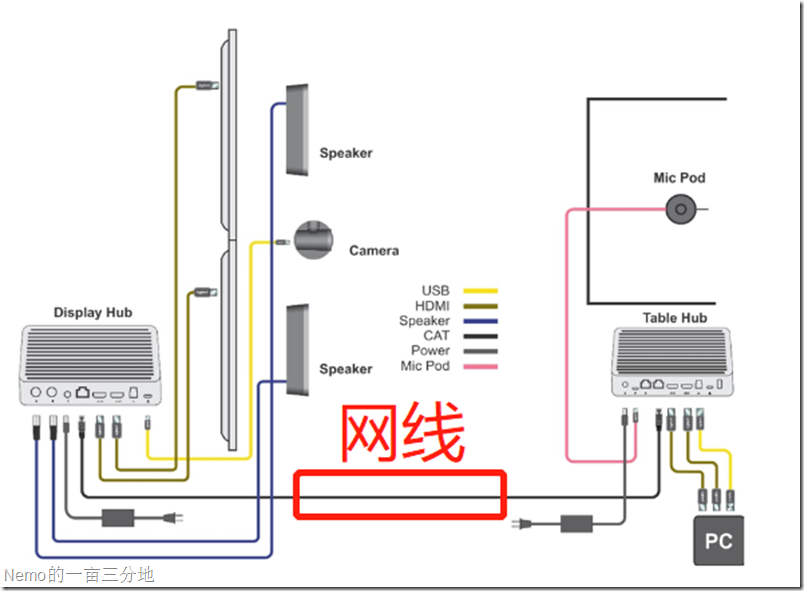 Speaker
Mic Pod
Camera
USB
HDMI
Speaker
CAT
Power
Mic Pod
Display Hub
Table Hub
Speaker
网线
PC
Nemo的一亩三分地